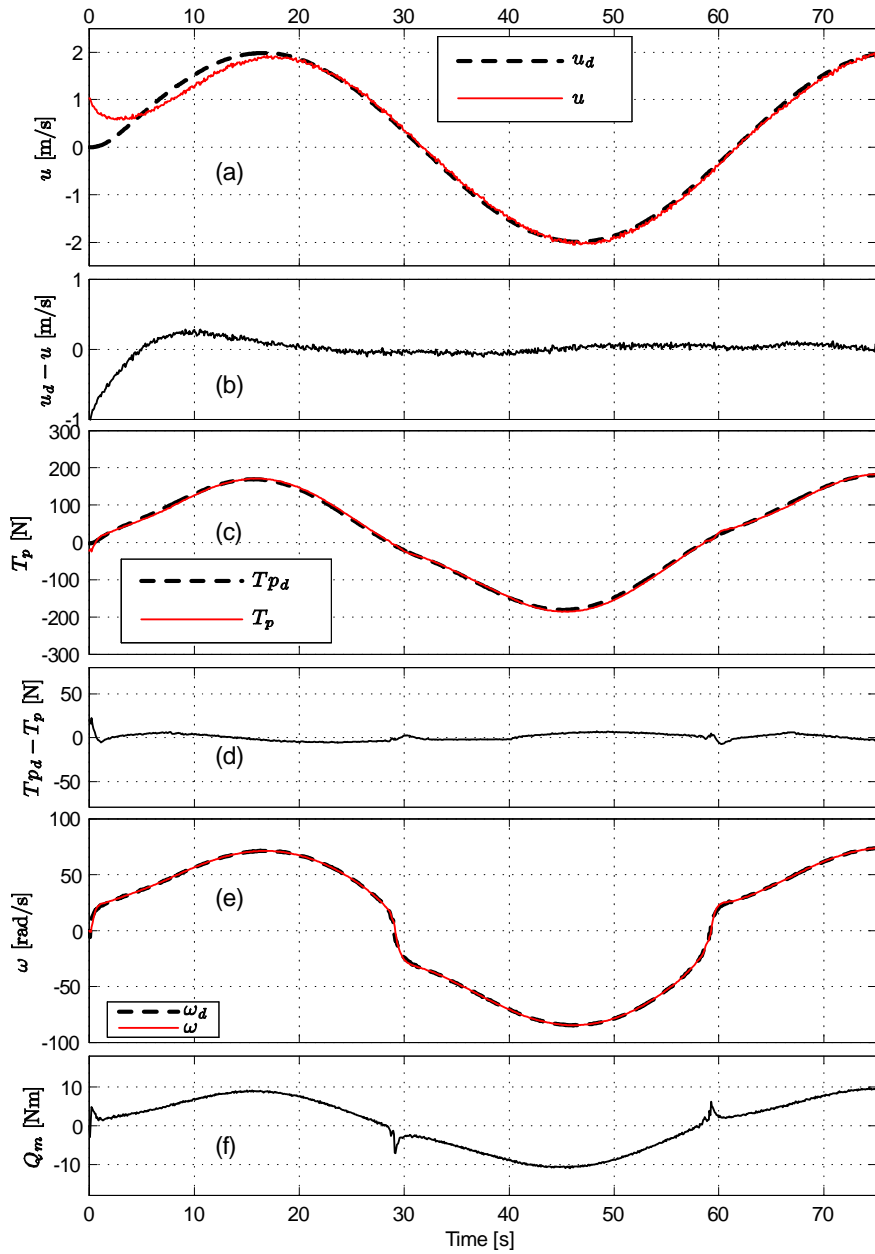 0 10 20 30 40 50 60 70
2
1
0
-1
-2
u [m/s]
u_d
u
(a)
1
0
-1
u_d − u [m/s]
(b)
300
200
100
0
-100
-200
-300
T_p [N]
(c)
Tp_d
T_p
50
0
-50
Tp_d − T_p [N]
(d)
100
50
0
-50
-100
ω [rad/s]
(e)
ω_d
ω
10
0
-10
Q_m [Nm]
(f)
0 10 20 30 40 50 60 70
Time [s]